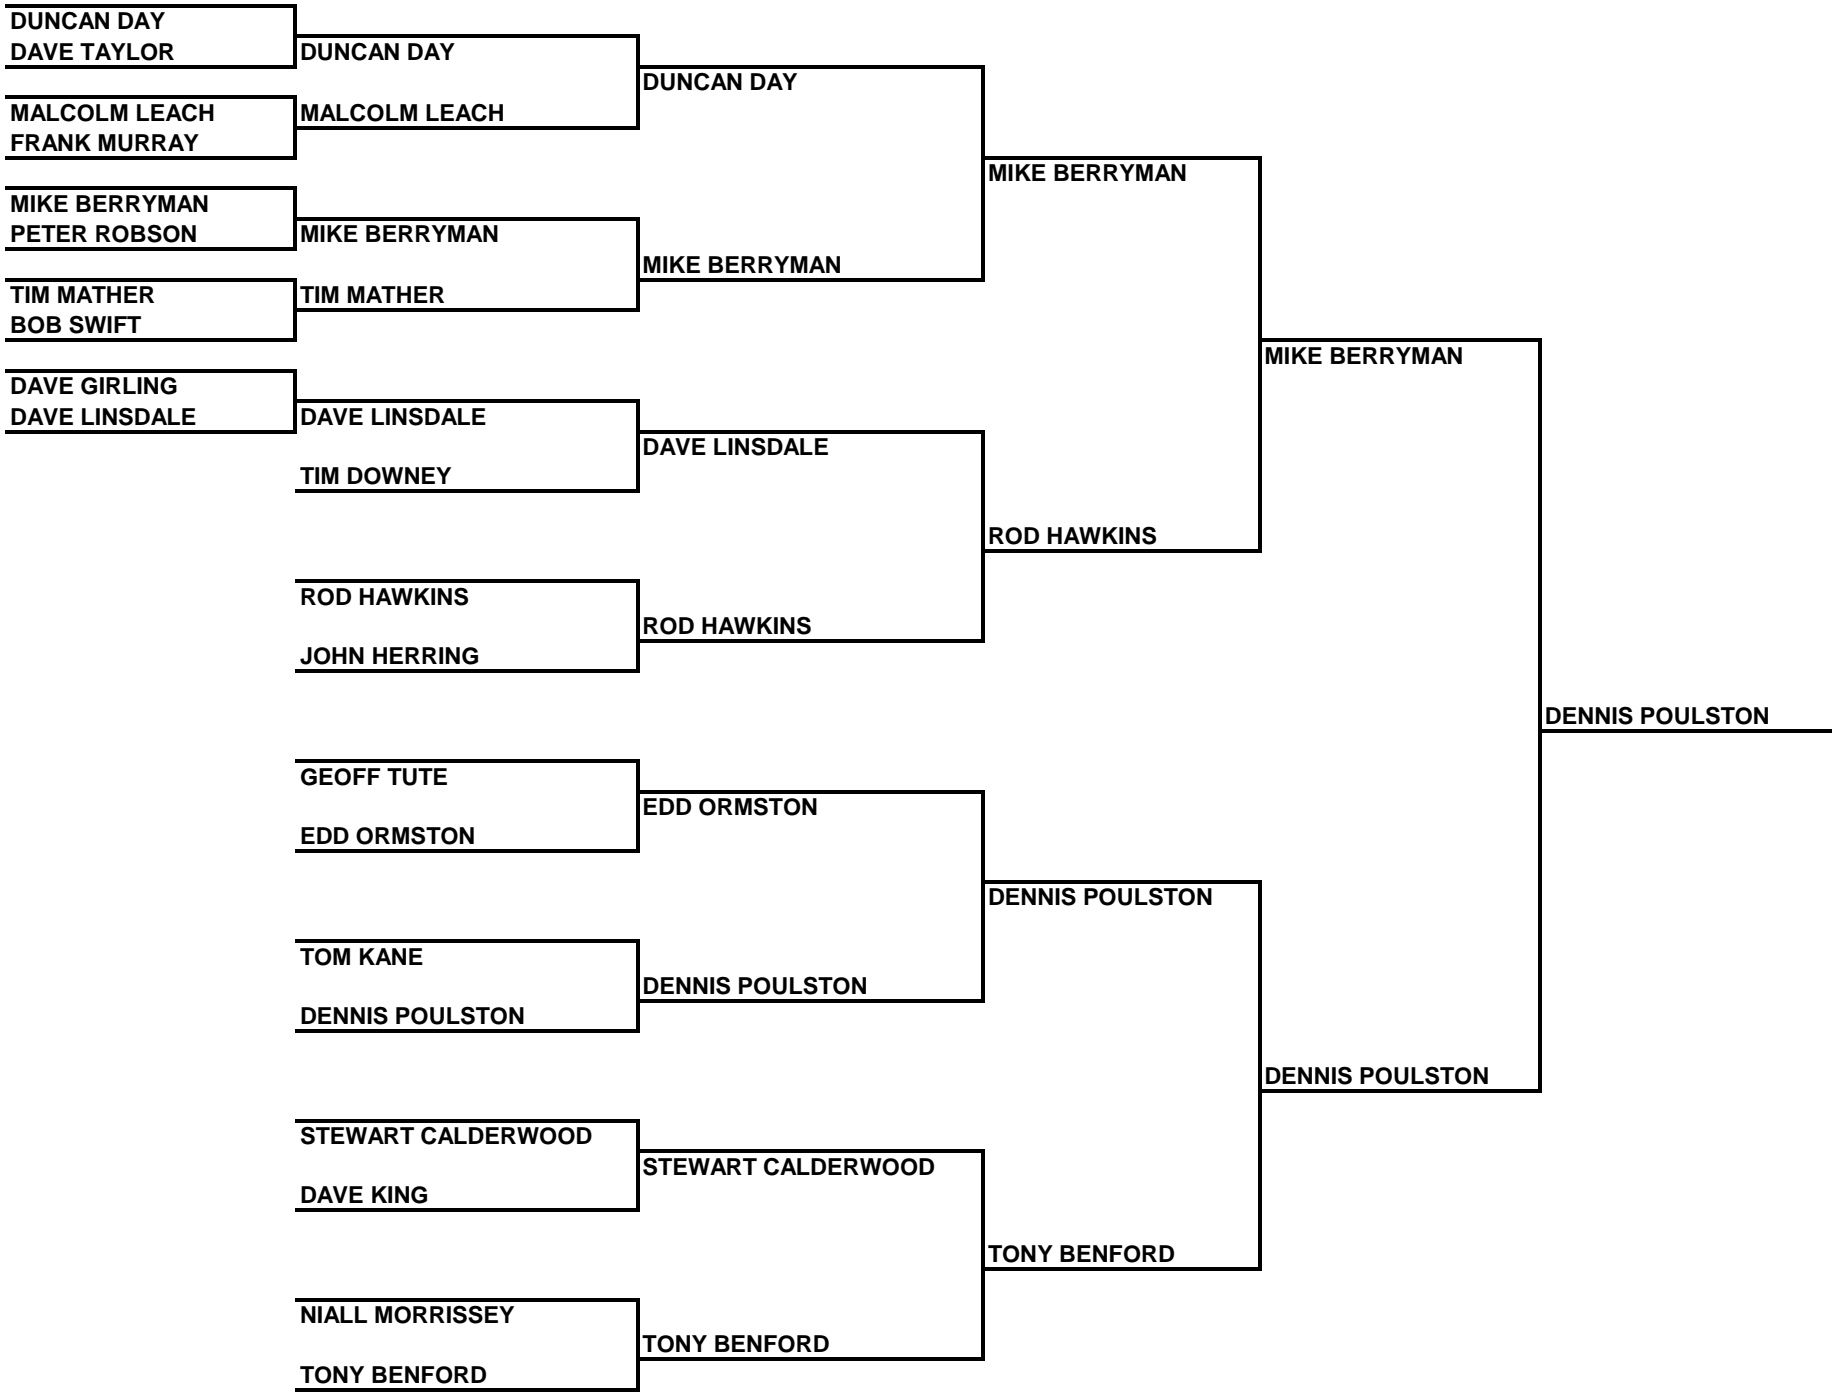 DUNCAN DAY
DAVE TAYLOR
MALCOLM LEACH
FRANK MURRAY
MIKE BERRYMAN
PETER ROBSON
TIM MATHER
BOB SWIFT
DAVE GIRLING
DAVE LINSDALE
DUNCAN DAY
MALCOLM LEACH
MIKE BERRYMAN
TIM MATHER
DAVE LINSDALE
TIM DOWNEY
ROD HAWKINS
JOHN HERRING
GEOFF TUTE
EDD ORMSTON
TOM KANE
DENNIS POULSTON
STEWART CALDERWOOD
DAVE KING
NIALL MORRISSEY
TONY BENFORD
DUNCAN DAY
MIKE BERRYMAN
DAVE LINSDALE
ROD HAWKINS
EDD ORMSTON
DENNIS POULSTON
STEWART CALDERWOOD
TONY BENFORD
MIKE BERRYMAN
ROD HAWKINS
DENNIS POULSTON
TONY BENFORD
MIKE BERRYMAN
DENNIS POULSTON
DENNIS POULSTON